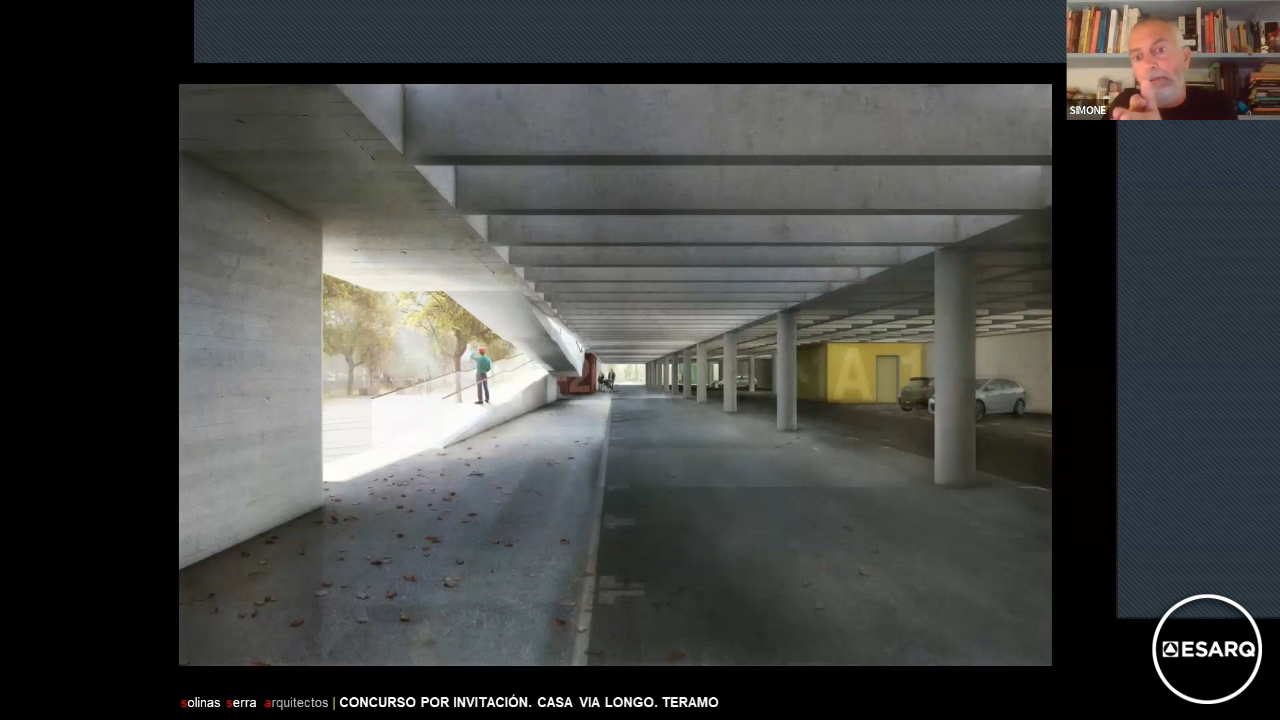 SIMONE
A
ESARQ
solinas serra arquitectos | CONCURSO POR INVITACIÓN. CASA VIA LONGO. TERAMO